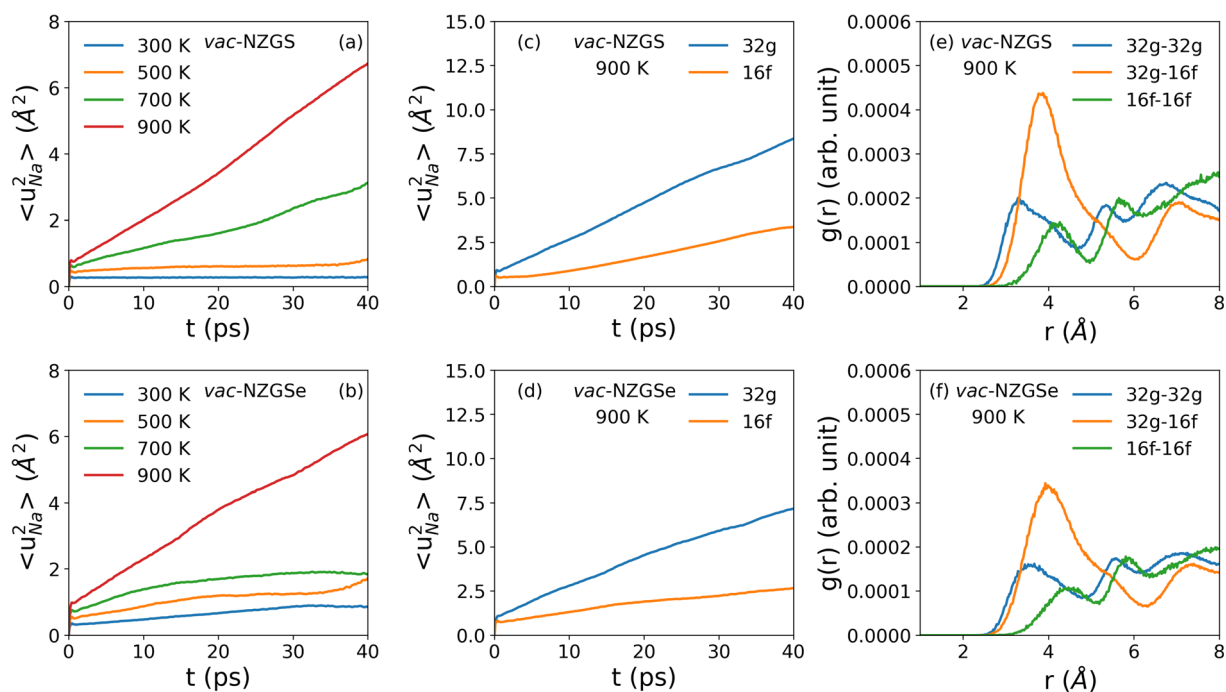 8
6
4
2
0
<u²Na> (Å²)
300 K
500 K
700 K
900 K
vac-NZGS
(a)
0 10 20 30 40
t (ps)
15.0
12.5
10.0
7.5
5.0
2.5
0.0
<u²Na> (Å²)
(c)
vac-NZGS
900 K
32g
16f
0 10 20 30 40
t (ps)
0.0006
0.0005
0.0004
0.0003
0.0002
0.0001
0.0000
g(r) (arb. unit)
(e) vac-NZGS
900 K
32g-32g
32g-16f
16f-16f
2 4 6 8
r (Å)
8
6
4
2
0
<u²Na> (Å²)
300 K
500 K
700 K
900 K
vac-NZGSe
(b)
0 10 20 30 40
t (ps)
15.0
12.5
10.0
7.5
5.0
2.5
0.0
<u²Na> (Å²)
(d)
vac-NZGSe
900 K
32g
16f
0 10 20 30 40
t (ps)
0.0006
0.0005
0.0004
0.0003
0.0002
0.0001
0.0000
g(r) (arb. unit)
(f) vac-NZGSe
900 K
32g-32g
32g-16f
16f-16f
2 4 6 8
r (Å)